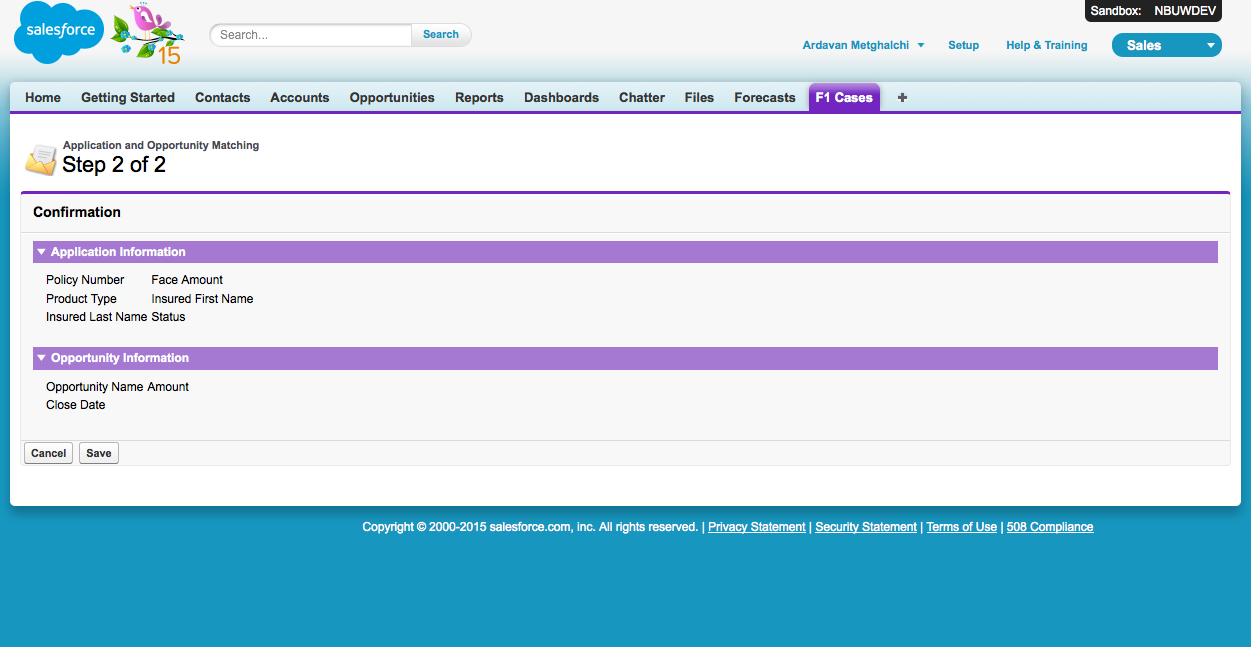 Sandbox: NBUWDEV
salesforce
15
Search...
Search
Ardavan Metghalchi
Setup
Help & Training
Sales
Home Getting Started Contacts Accounts Opportunities Reports Dashboards Chatter Files Forecasts F1 Cases +
Application and Opportunity Matching
Step 2 of 2
Confirmation
Application Information
Policy Number Face Amount
Product Type Insured First Name
Insured Last Name Status
Opportunity Information
Opportunity Name Amount
Close Date
Cancel Save
Copyright © 2000-2015 salesforce.com, inc. All rights reserved. | Privacy Statement | Security Statement | Terms of Use | 508 Compliance